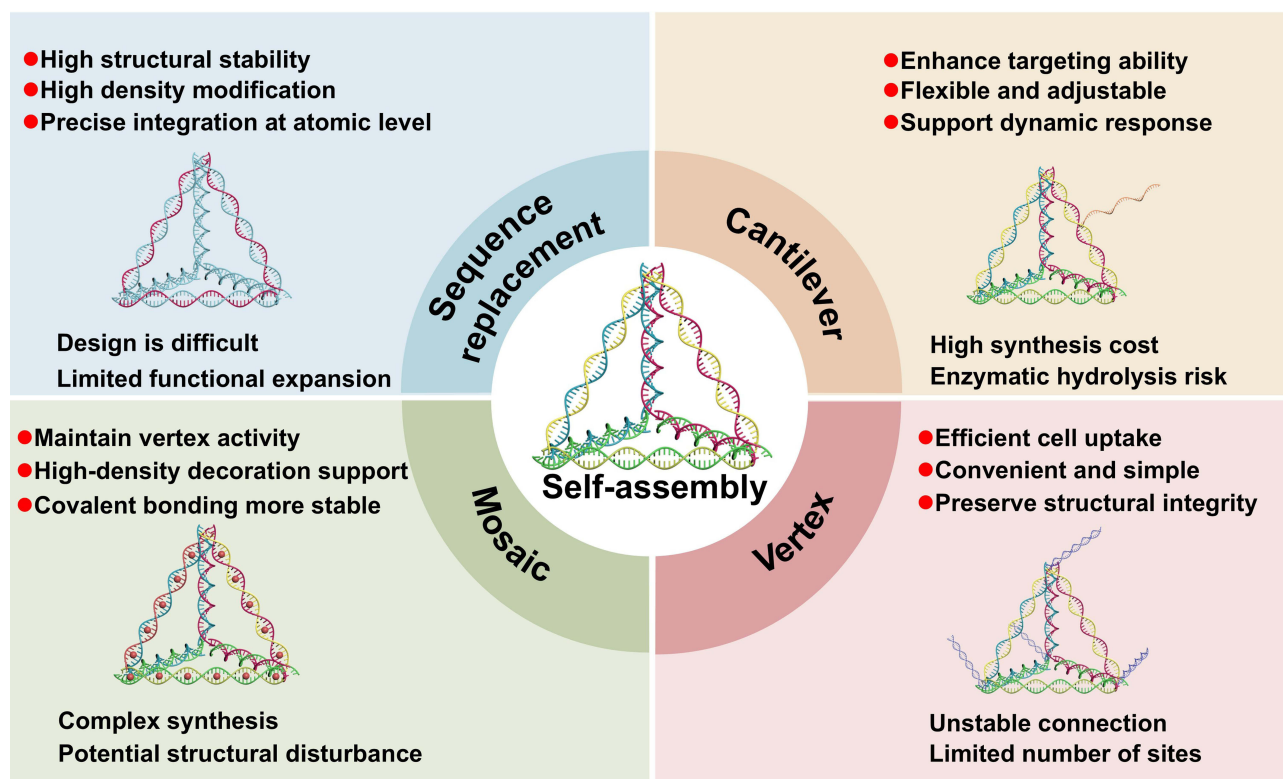 High structural stability
High density modification
Precise integration at atomic level
Sequence
replacement
Design is difficult
Limited functional expansion
Enhance targeting ability
Flexible and adjustable
Support dynamic response
Cantilever
High synthesis cost
Enzymatic hydrolysis risk
Self-assembly
Maintain vertex activity
High-density decoration support
Covalent bonding more stable
Mosaic
Complex synthesis
Potential structural disturbance
Efficient cell uptake
Convenient and simple
Preserve structural integrity
Vertex
Unstable connection
Limited number of sites